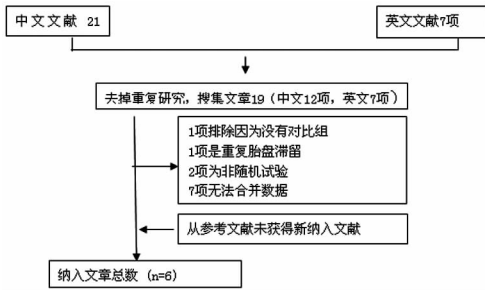 中文文献 21
英文文献7项
去掉重复研究，搜集文章19（中文12项，英文7项）
1项排除因为没有对比组
1项是重复胎盘滞留
2项为非随机试验
7项无法合并数据
从参考文献未获得新纳入文献
纳入文章总数 (n=6)